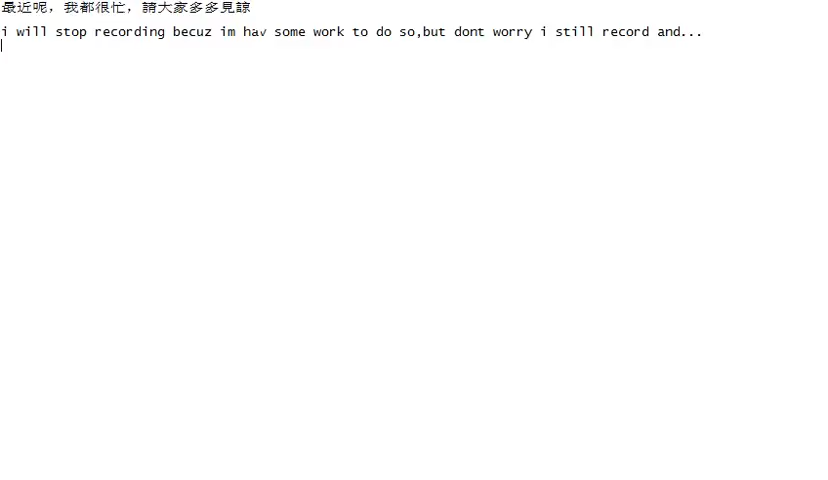 最近呢，我都很忙，請大家多多見諒
i will stop recording becuz im hav some work to do so,but dont worry i still record and...